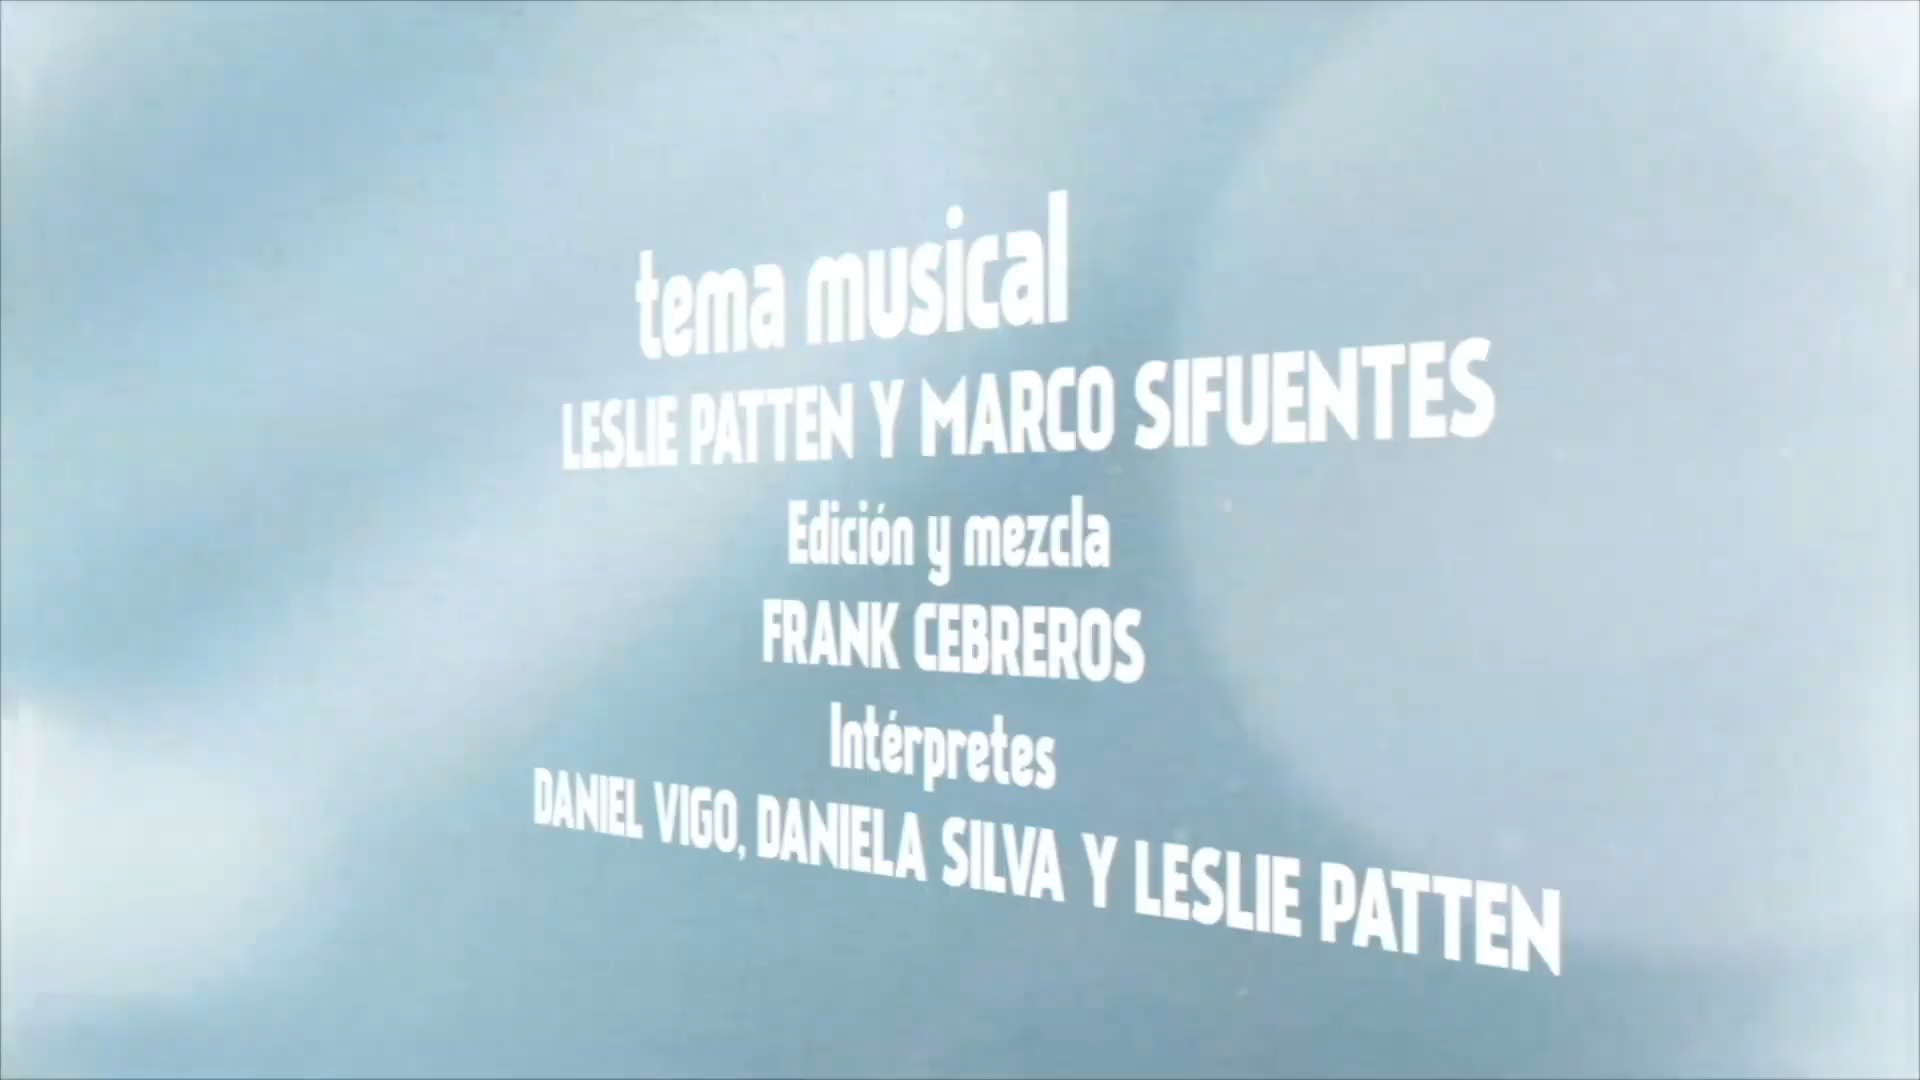 tema musical
LESLIE PATTEN Y MARCO SIFUENTES
Edición y mezcla
FRANK CEBREROS
Intérpretes
DANIEL VIGO, DANIELA SILVA Y LESLIE PATTEN